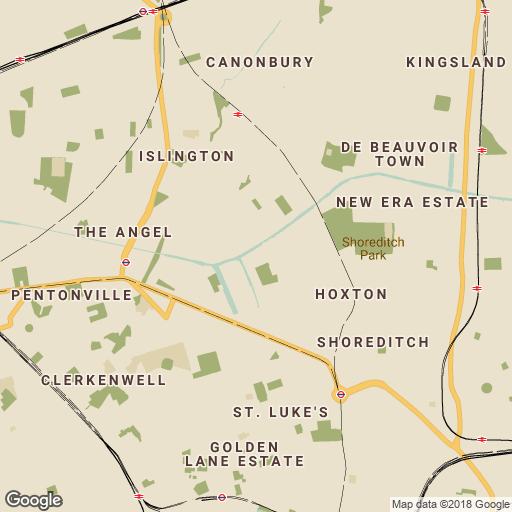 CANONBURY
KINGSLAND
DE BEAUVOIR
TOWN
ISLINGTON
NEW ERA ESTATE
THE ANGEL
Shoreditch
Park
PENTONVILLE
HOXTON
SHOREDITCH
CLERKENWELL
ST. LUKE'S
GOLDEN
LANE ESTATE
Google
Map data ©2018 Google